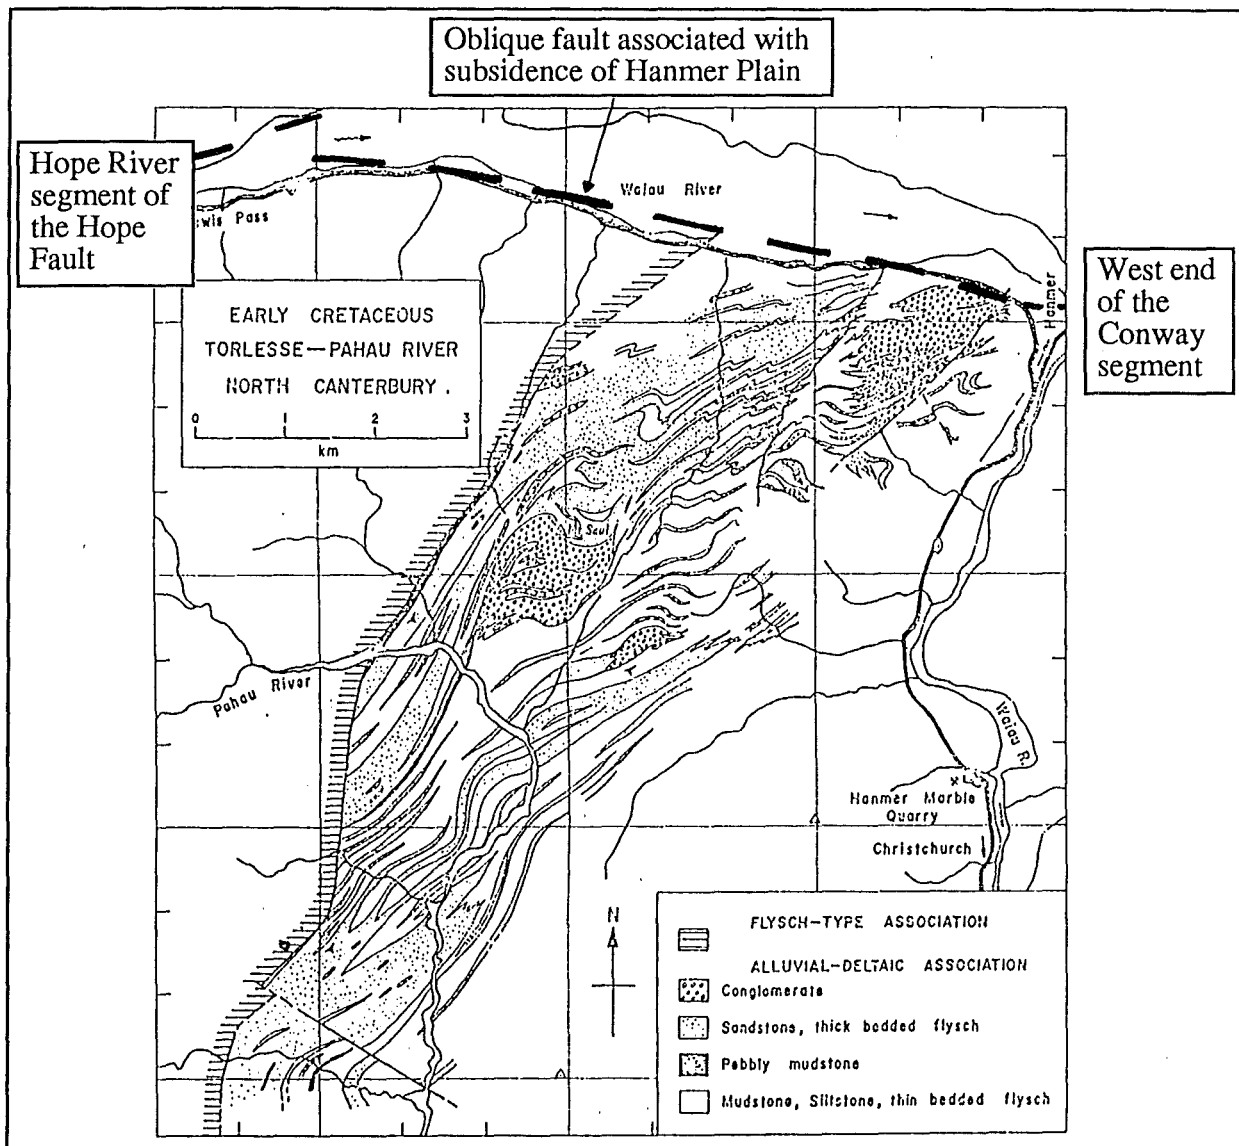 Oblique fault associated with
subsidence of Hanmer Plain
Hope River
segment of
the Hope
Fault
Waiau River
Pass
Hanmer
West end
of the
Conway
segment
EARLY CRETACEOUS
TORLESSE—PAHAU RIVER
NORTH CANTERBURY.
0 1 2 3
km
Pahau River
Waiau R.
Hanmer Marble
Quarry
Christchurch
N
FLYSCH-TYPE ASSOCIATION
ALLUVIAL-DELTAIC ASSOCIATION
Conglomerate
Sandstone, thick bedded flysch
Pebbly mudstone
Mudstone, Siltstone, thin bedded flysch